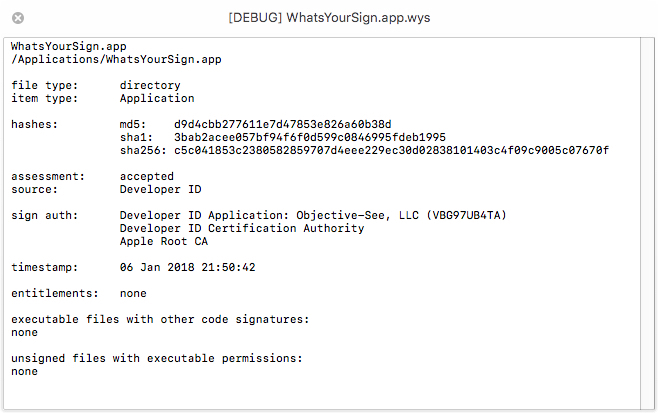 [DEBUG] WhatsYourSign.app.wys
WhatsYourSign.app
/Applications/WhatsYourSign.app
file type: directory
item type: Application
hashes: md5: d9d4cbb277611e7d47853e826a60b38d
sha1: 3bab2acee057bf94f6f0d599c0846995fdeb1995
sha256: c5c041853c2380582859707d4eee229ec30d02838101403c4f09c9005c07670f
assessment: accepted
source: Developer ID
sign auth: Developer ID Application: Objective-See, LLC (VBG97UB4TA)
Developer ID Certification Authority
Apple Root CA
timestamp: 06 Jan 2018 21:50:42
entitlements: none
executable files with other code signatures:
none
unsigned files with executable permissions:
none